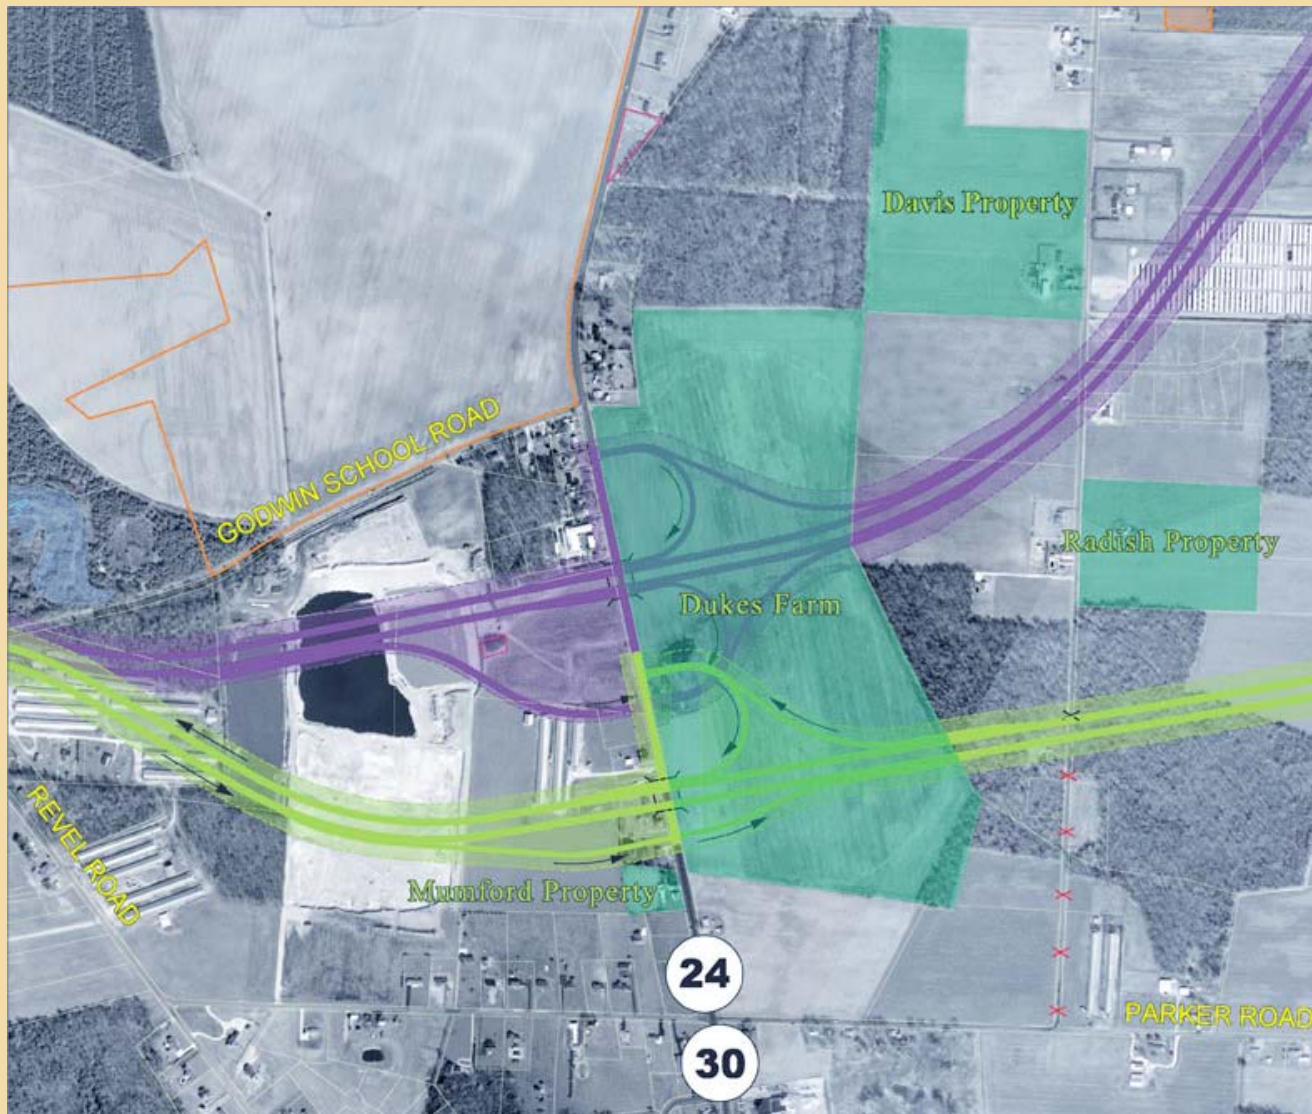 Davis Property
GODWIN SCHOOL ROAD
Radish Property
Dukes Farm
REVEL ROAD
Mumford Property
24
PARKER ROAD
30